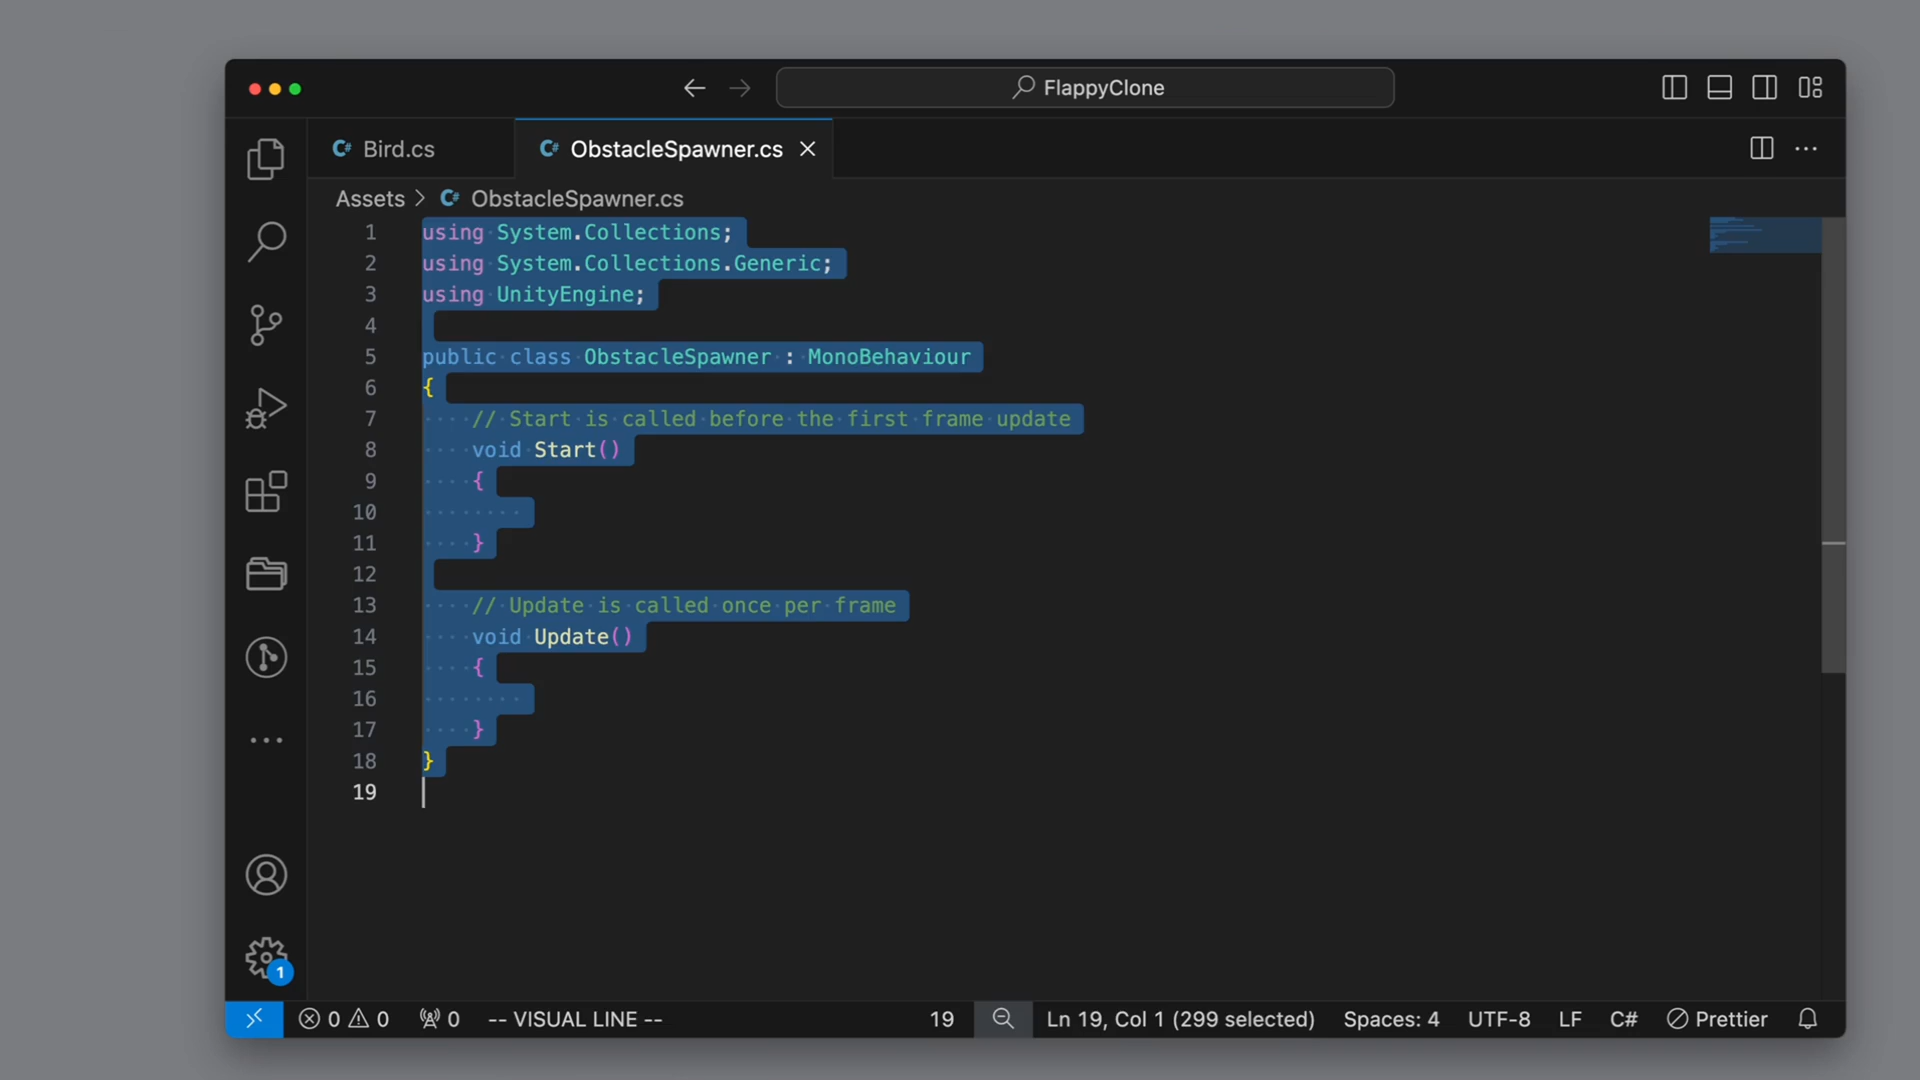 FlappyClone
C# Bird.cs
C# ObstacleSpawner.cs
Assets > C# ObstacleSpawner.cs
1 using System.Collections;
2 using System.Collections.Generic;
3 using UnityEngine;
4
5 public class ObstacleSpawner : MonoBehaviour
6 {
7 // Start is called before the first frame update
8 void Start()
9 {
10
11 }
12
13 // Update is called once per frame
14 void Update()
15 {
16
17 }
18 }
19
1
0 0 0 -- VISUAL LINE -- 19 Ln 19, Col 1 (299 selected) Spaces: 4 UTF-8 LF C# Prettier